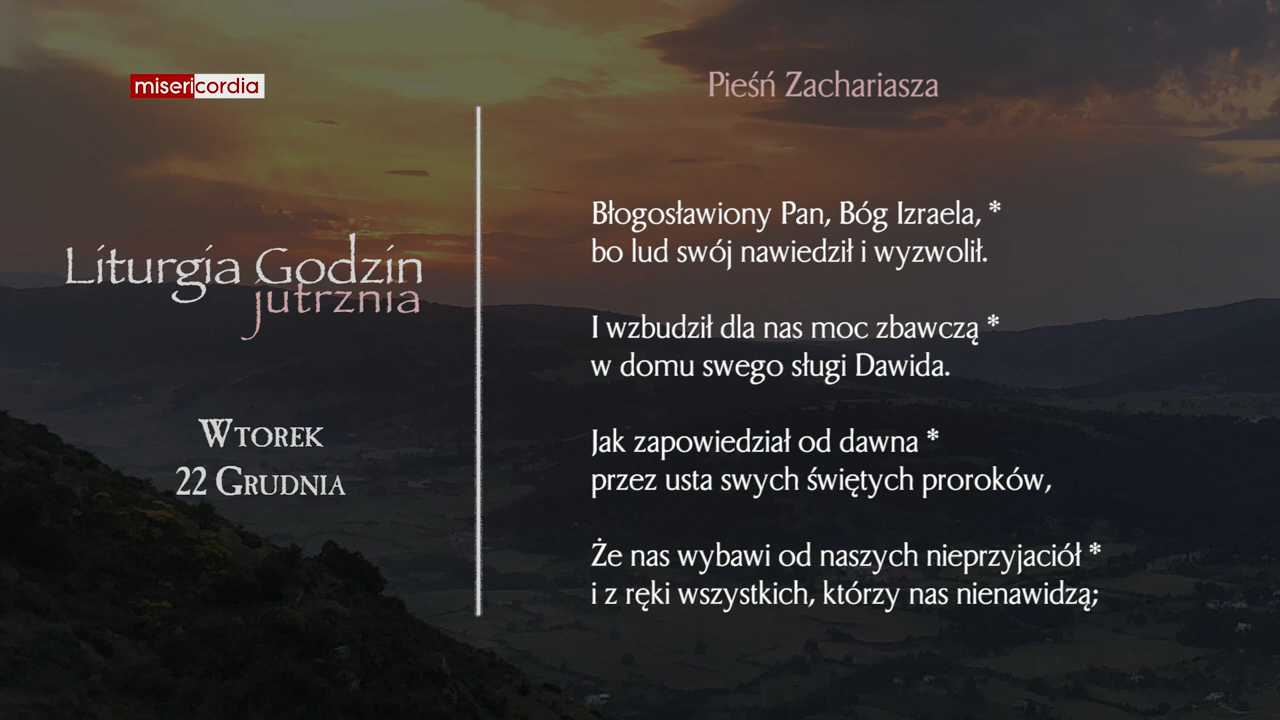 misericordia
Liturgia Godzin
jutrznia
Wtorek
22 Grudnia
Pieśń Zachariasza
Błogosławiony Pan, Bóg Izraela, *
bo lud swój nawiedził i wyzwolił.
I wzbudził dla nas moc zbawczą *
w domu swego sługi Dawida.
Jak zapowiedział od dawna *
przez usta swych świętych proroków,
Że nas wybawi od naszych nieprzyjaciół *
i z ręki wszystkich, którzy nas nienawidzą;